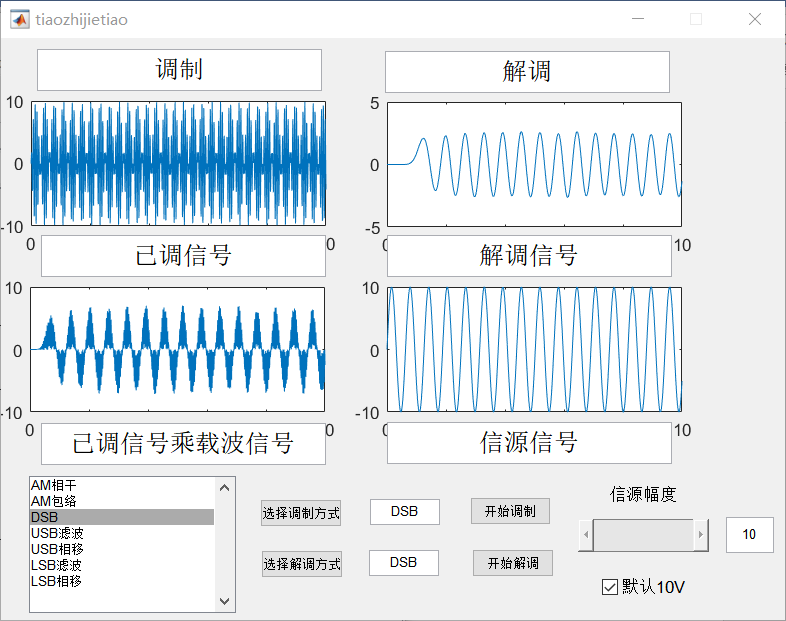 tiaozhijietiao
调制
解调
10
0
-10
0
0
5
0
-5
0
10
已调信号
解调信号
10
0
-10
0
0
10
0
-10
0
10
已调信号乘载波信号
信源信号
AM相干
AM包络
DSB
USB滤波
USB相移
LSB滤波
LSB相移
选择调制方式
DSB
开始调制
选择解调方式
DSB
开始解调
信源幅度
10
默认10V